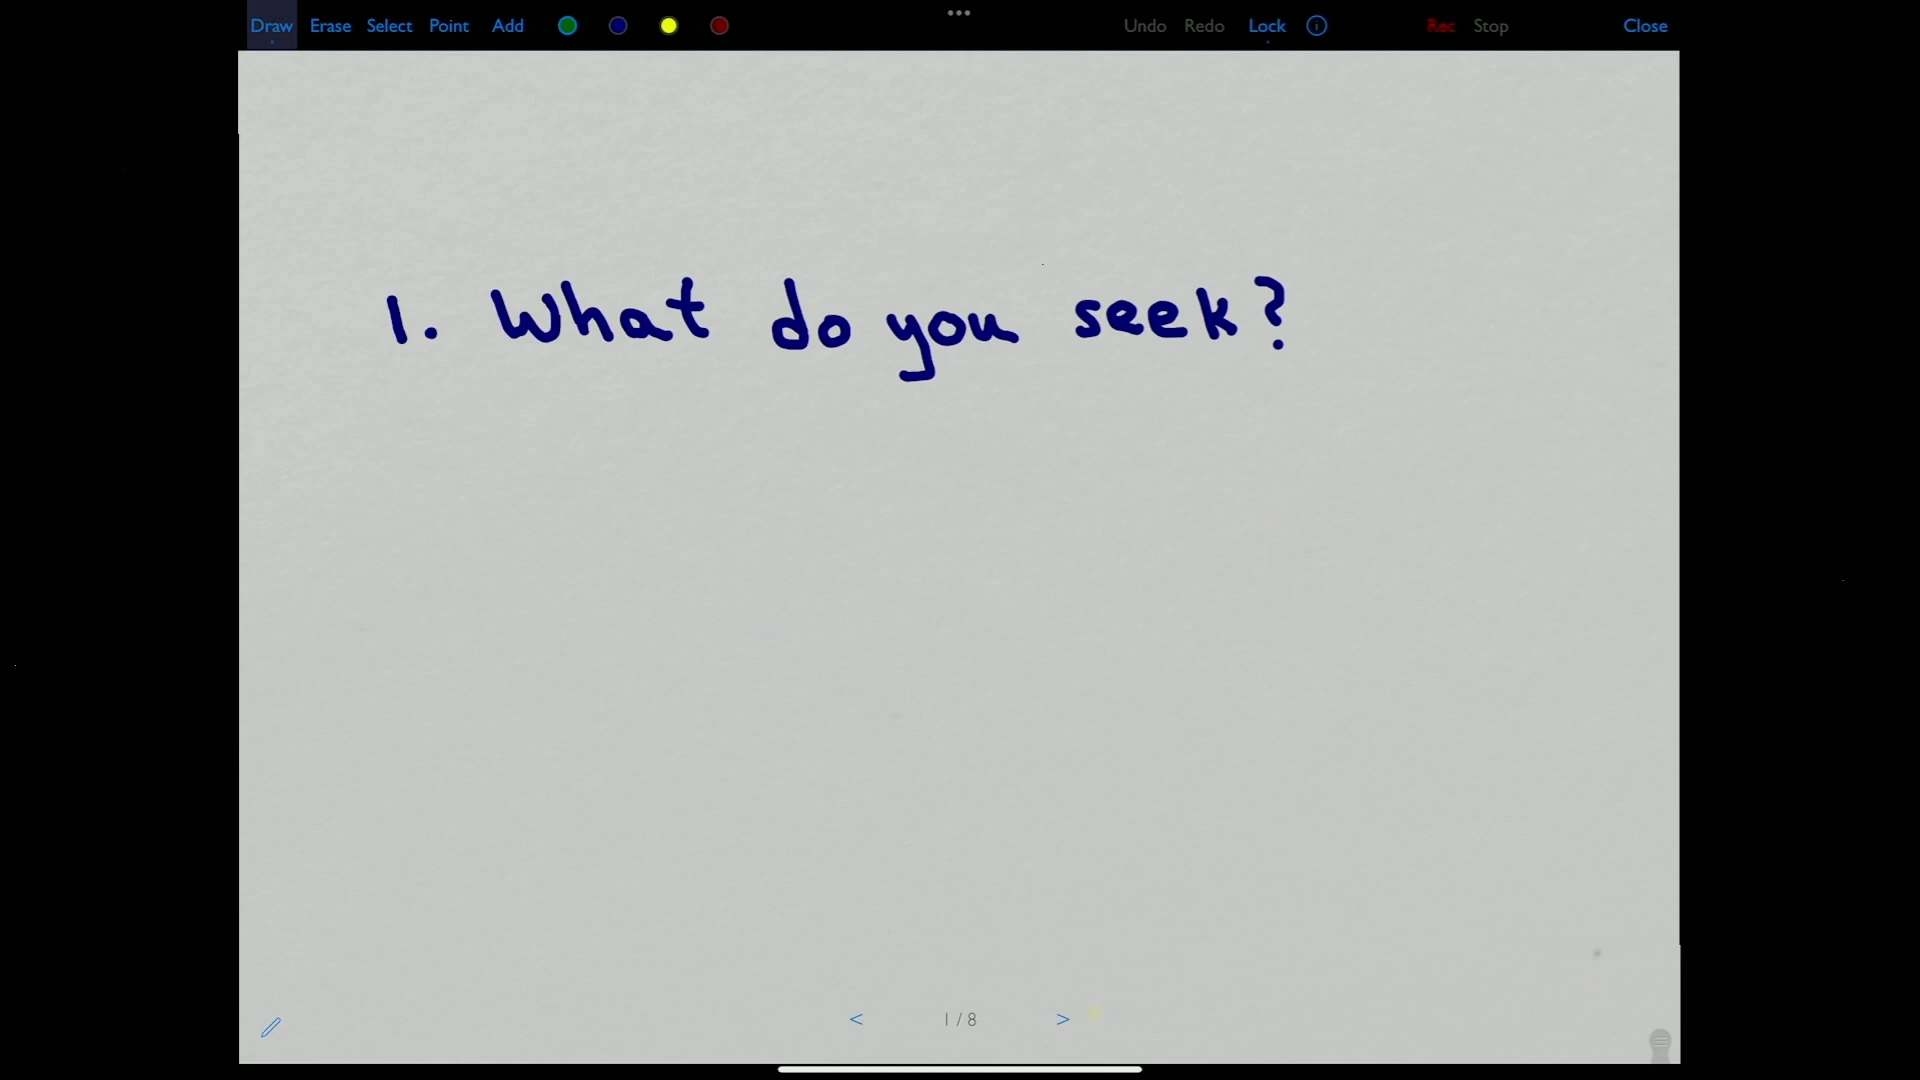 Draw Erase Select Point Add Undo Redo Lock Rec Stop Close
1. What do you seek?
< 1 / 8 >